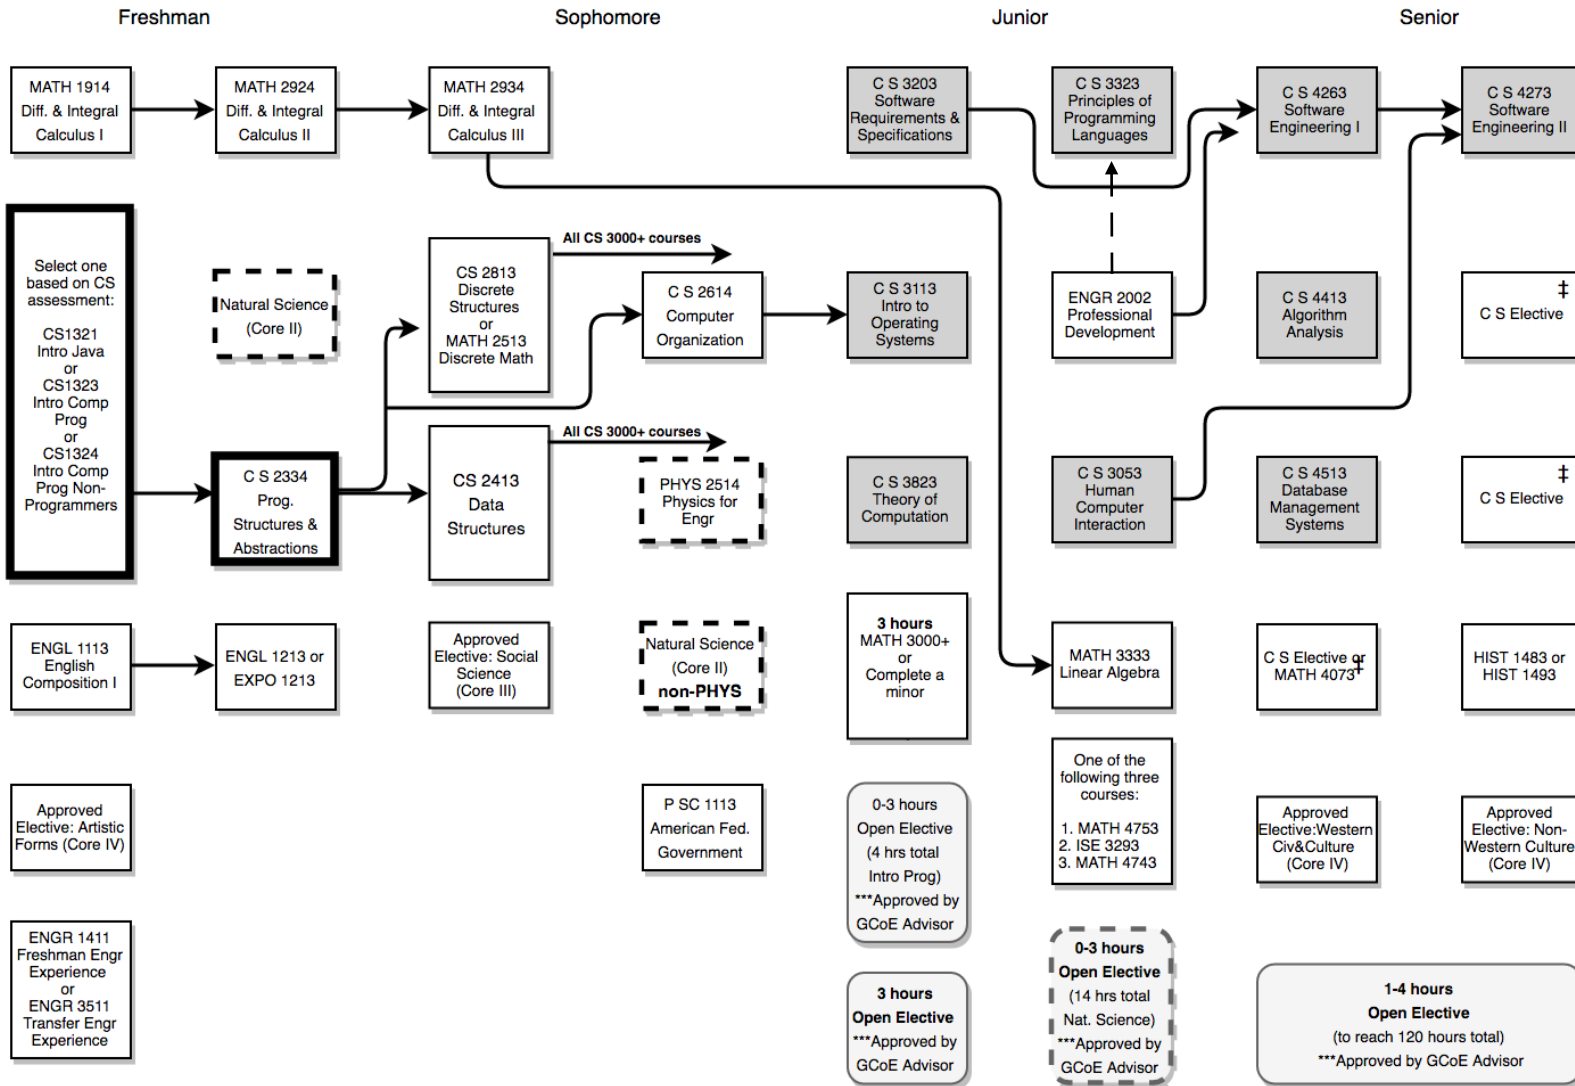 Freshman
Sophomore
Junior
Senior
MATH 1914
Diff. & Integral
Calculus I
MATH 2924
Diff. & Integral
Calculus II
MATH 2934
Diff. & Integral
Calculus III
C S 3203
Software
Requirements &
Specifications
C S 3323
Principles of
Programming
Languages
C S 4263
Software
Engineering I
C S 4273
Software
Engineering II
Select one
based on CS
assessment:
CS1321
Intro Java
or
CS1323
Intro Comp
Prog
or
CS1324
Intro Comp
Prog Non-
Programmers
Natural Science
(Core II)
CS 2813
Discrete
Structures
or
MATH 2513
Discrete Math
All CS 3000+ courses
C S 2614
Computer
Organization
C S 3113
Intro to
Operating
Systems
ENGR 2002
Professional
Development
C S 4413
Algorithm
Analysis
‡
C S Elective
C S 2334
Prog.
Structures &
Abstractions
CS 2413
Data
Structures
All CS 3000+ courses
PHYS 2514
Physics for
Engr
C S 3823
Theory of
Computation
C S 3053
Human
Computer
Interaction
C S 4513
Database
Management
Systems
‡
C S Elective
ENGL 1113
English
Composition I
ENGL 1213 or
EXPO 1213
Approved
Elective: Social
Science
(Core III)
Natural Science
(Core II)
non-PHYS
3 hours
MATH 3000+
or
Complete a
minor
MATH 3333
Linear Algebra
C S Elective or
MATH 4073‡
HIST 1483 or
HIST 1493
Approved
Elective: Artistic
Forms (Core IV)
P SC 1113
American Fed.
Government
0-3 hours
Open Elective
(4 hrs total
Intro Prog)
***Approved by
GCoE Advisor
One of the
following three
courses:
1. MATH 4753
2. ISE 3293
3. MATH 4743
Approved
Elective:Western
Civ&Culture
(Core IV)
Approved
Elective: Non-
Western Culture
(Core IV)
ENGR 1411
Freshman Engr
Experience
or
ENGR 3511
Transfer Engr
Experience
3 hours
Open Elective
***Approved by
GCoE Advisor
0-3 hours
Open Elective
(14 hrs total
Nat. Science)
***Approved by
GCoE Advisor
1-4 hours
Open Elective
(to reach 120 hours total)
***Approved by GCoE Advisor